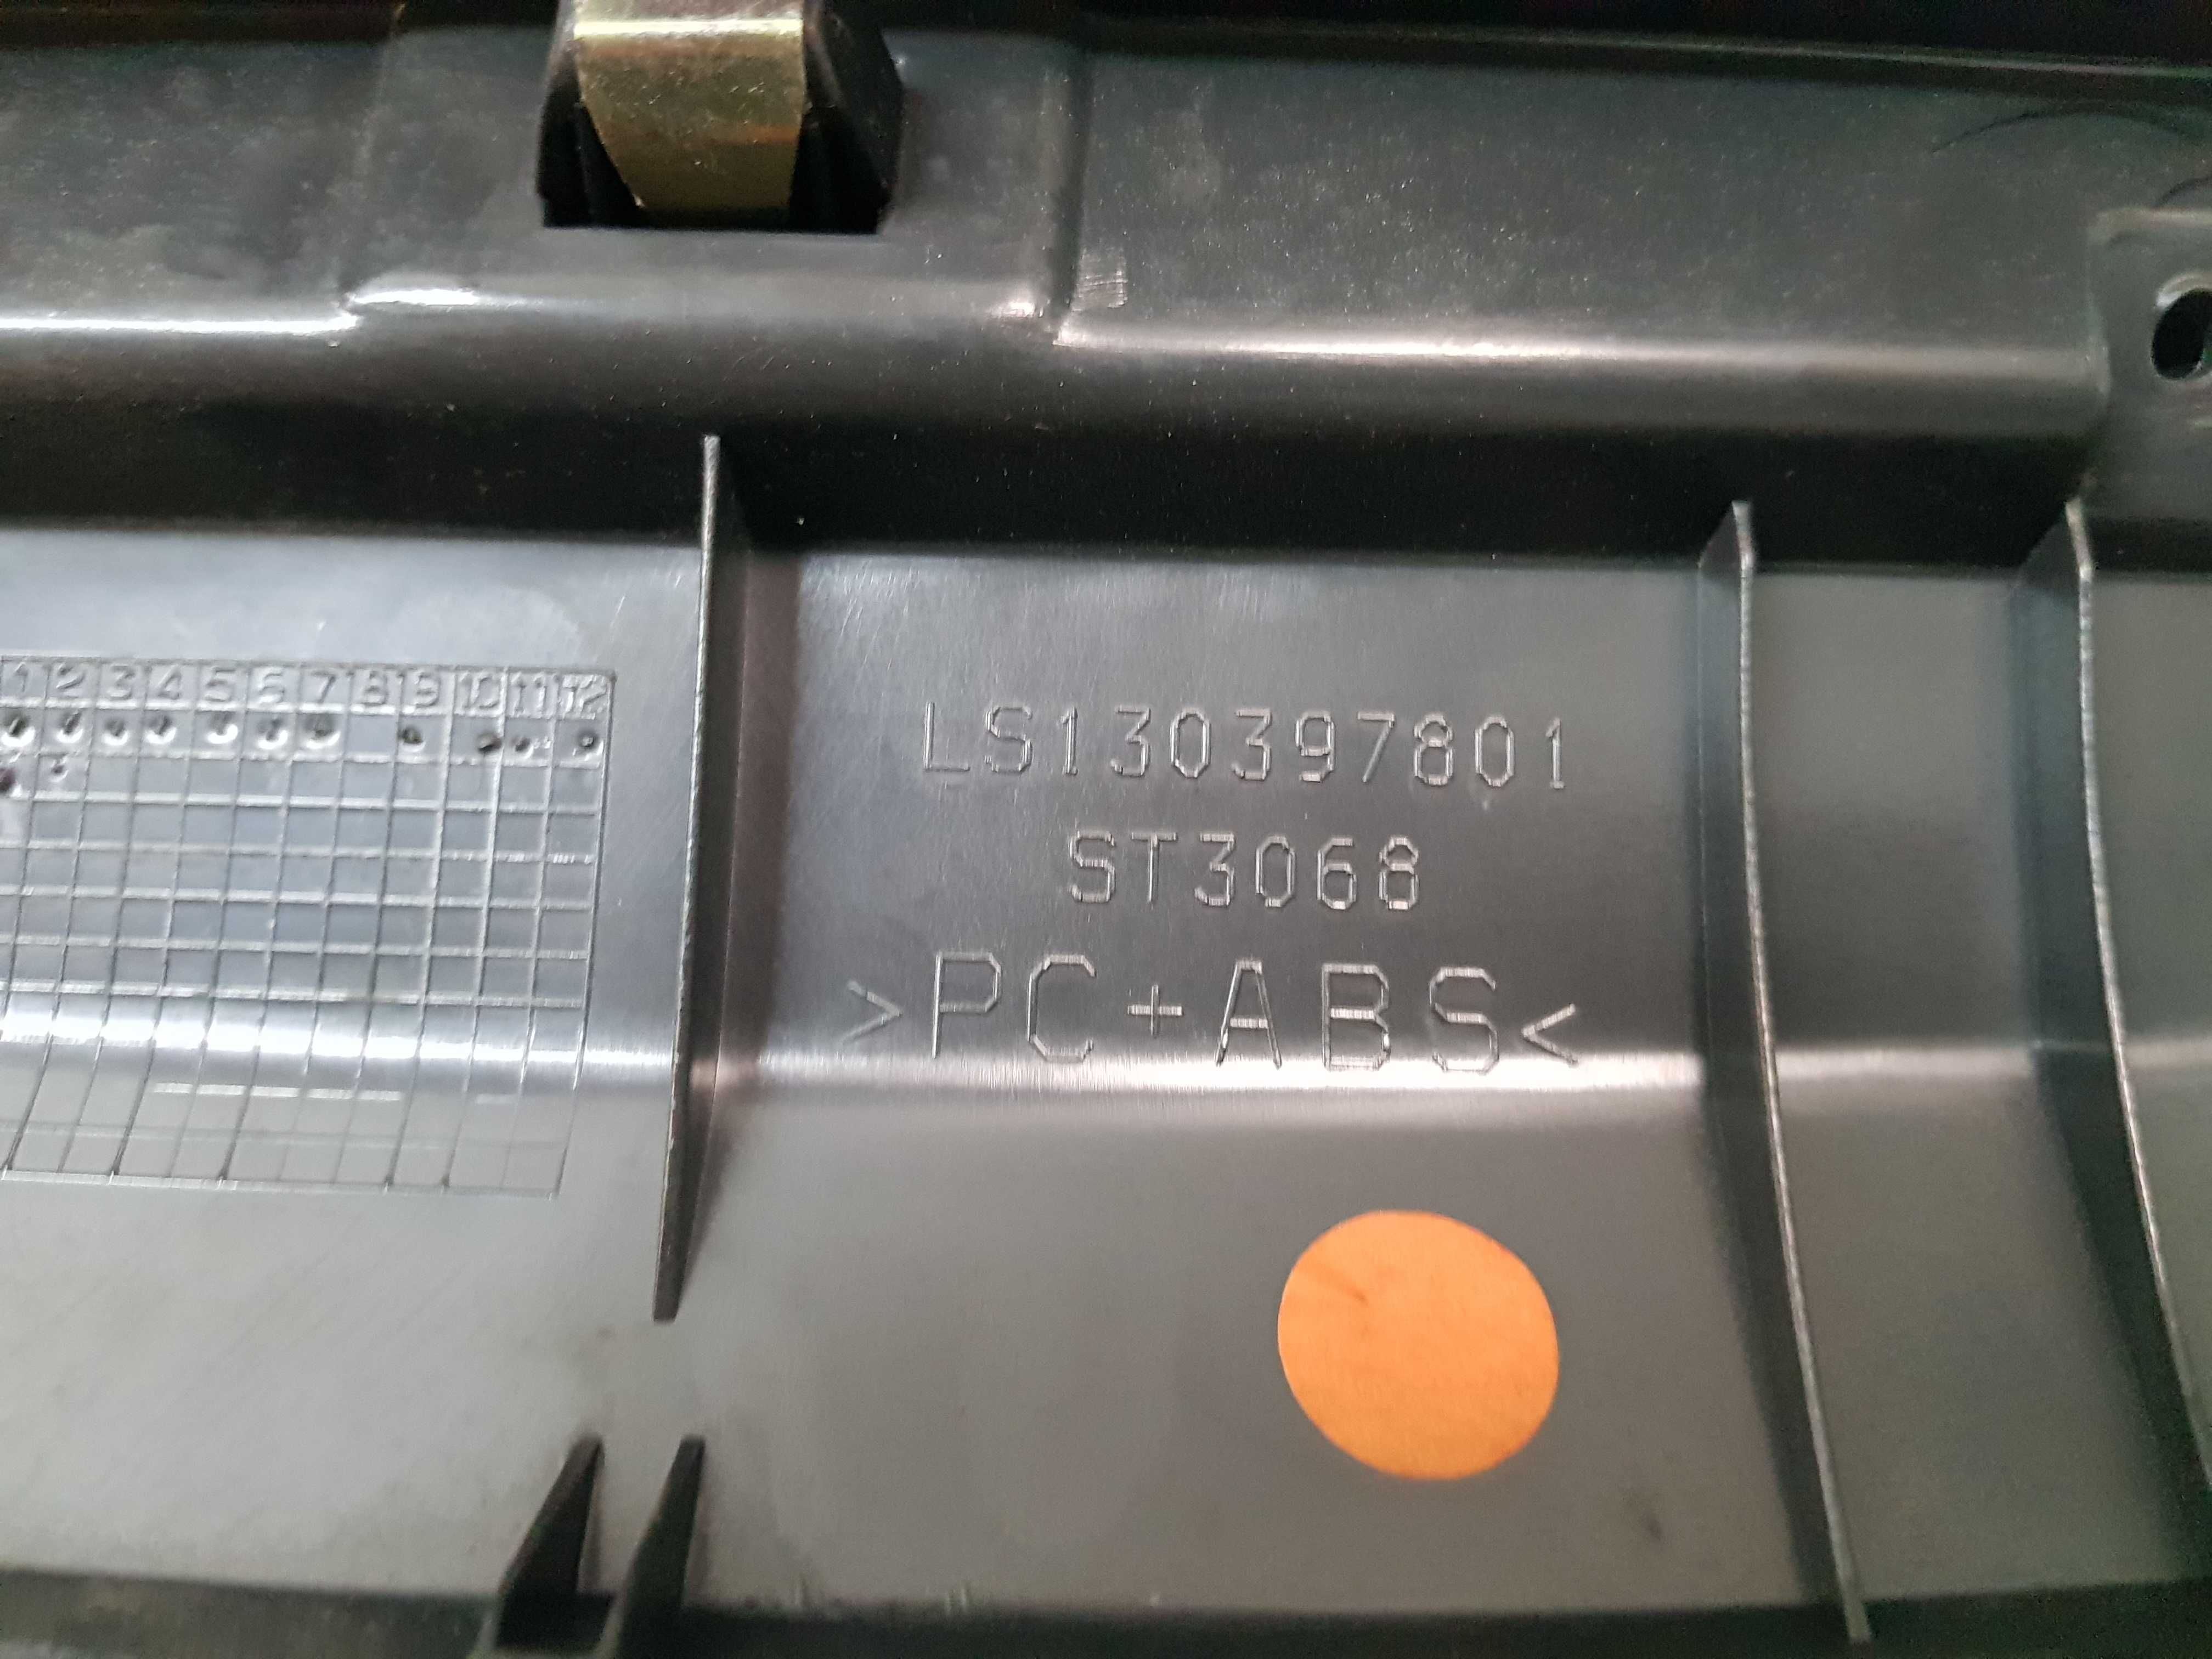 1 2 3 4 5 6 7 8 9 10 11 12
LS130397801
ST3068
>PC+ABS<